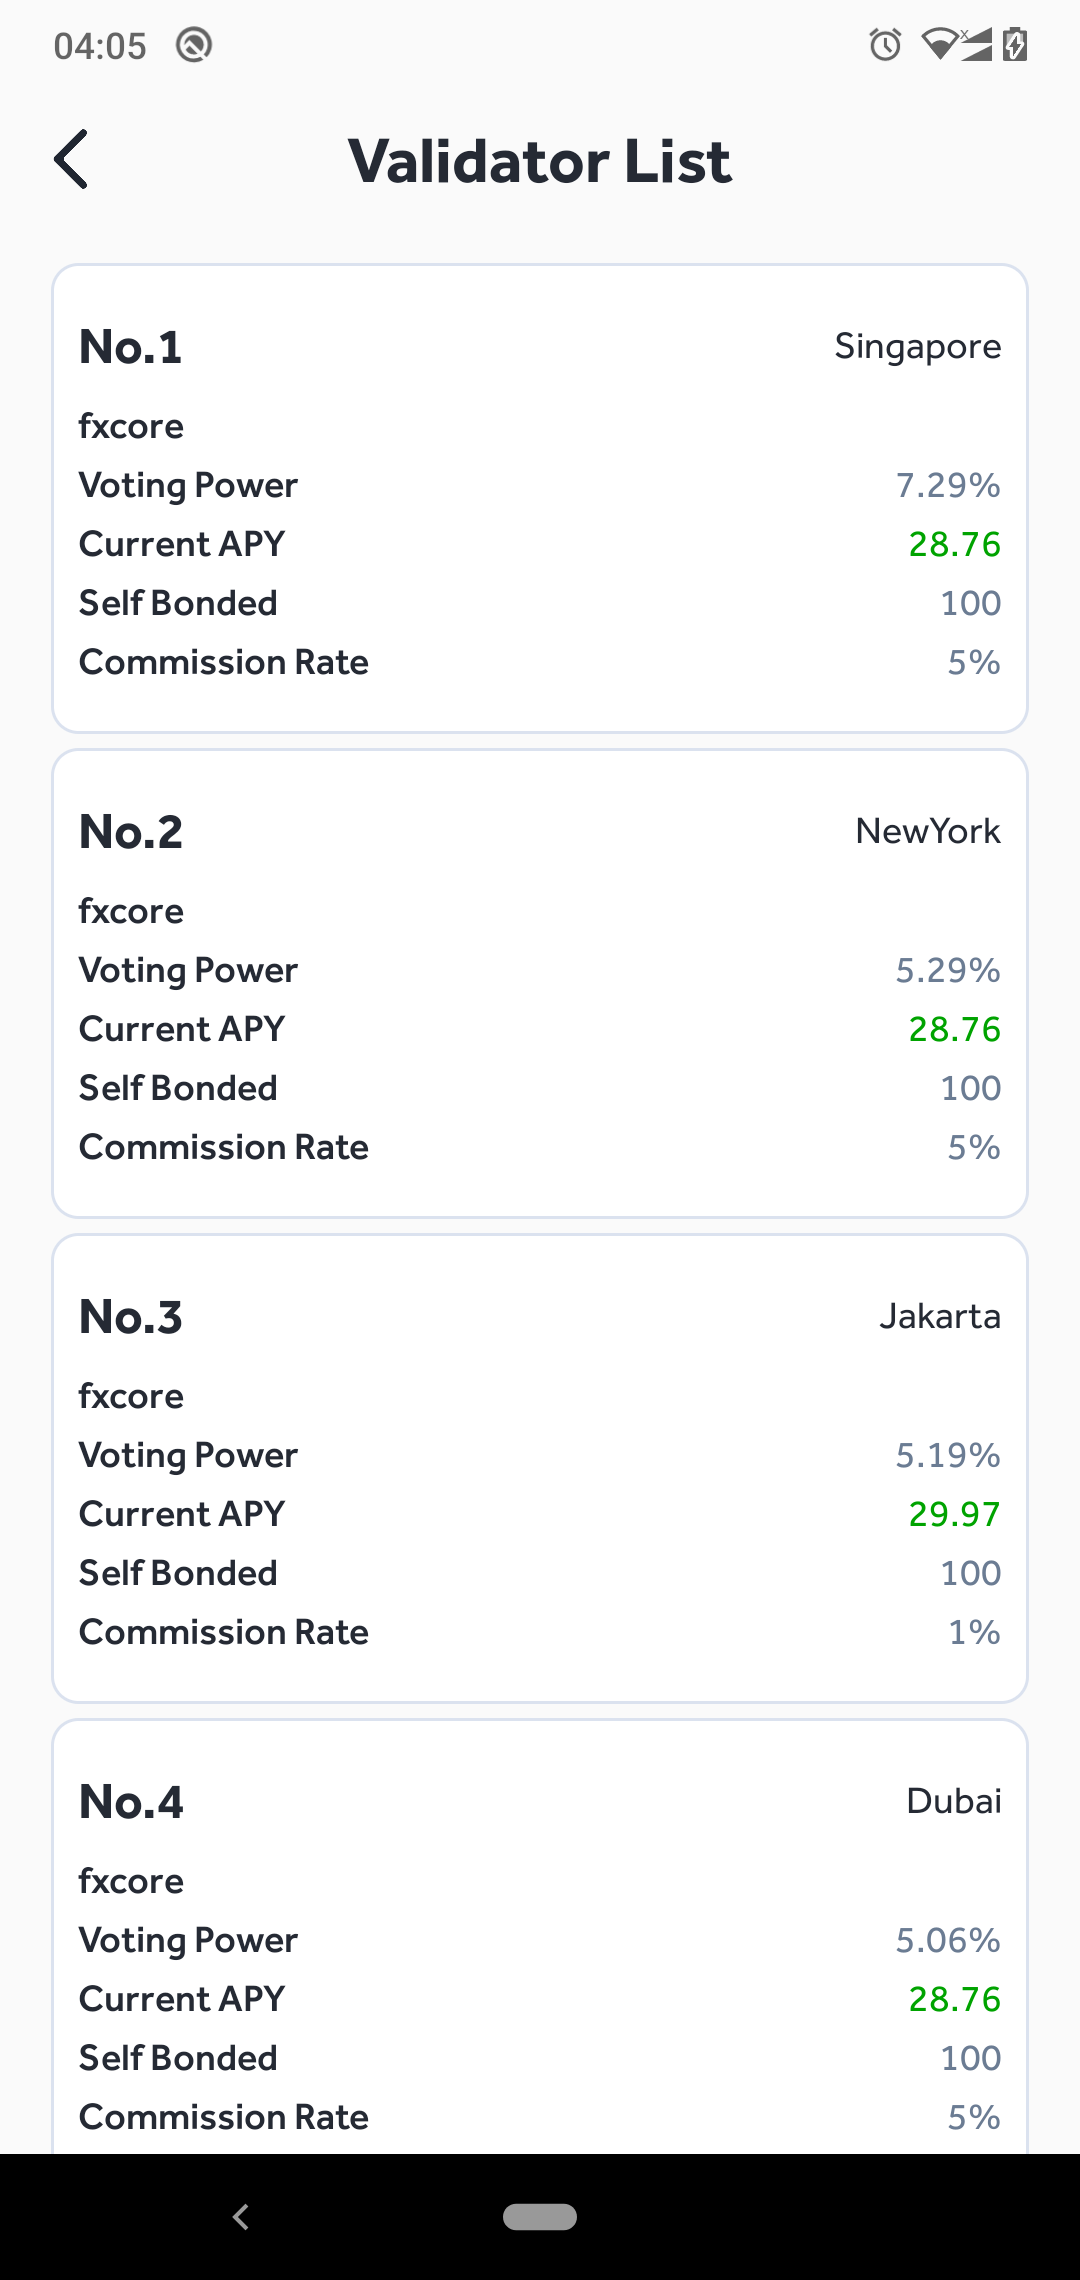 04:05
Validator List
No.1 Singapore
fxcore
Voting Power 7.29%
Current APY 28.76
Self Bonded 100
Commission Rate 5%
No.2 NewYork
fxcore
Voting Power 5.29%
Current APY 28.76
Self Bonded 100
Commission Rate 5%
No.3 Jakarta
fxcore
Voting Power 5.19%
Current APY 29.97
Self Bonded 100
Commission Rate 1%
No.4 Dubai
fxcore
Voting Power 5.06%
Current APY 28.76
Self Bonded 100
Commission Rate 5%